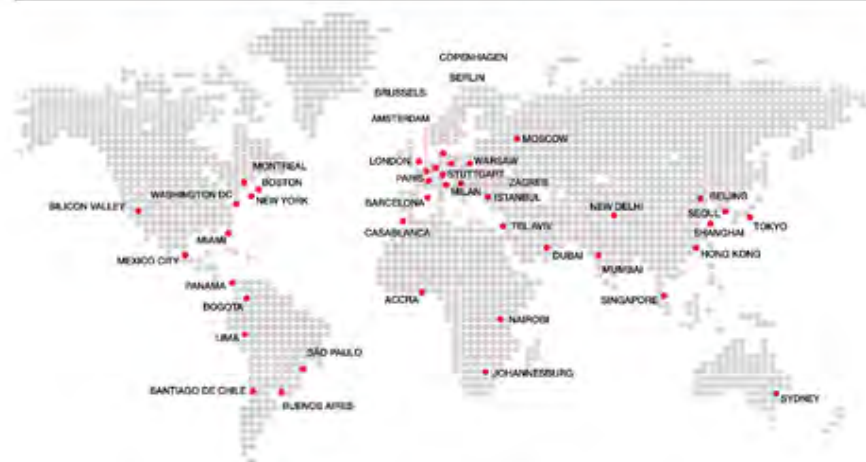 COPENHAGEN
BERLIN
BRUSSELS
AMSTERDAM
MOSCOW
LONDON
WARSAW
MONTREAL
PARIS
STUTTGART
BOSTON
ZAGREB
WASHINGTON DC
MILAN
NEW YORK
BARCELONA
ISTANBUL
BEIJING
SILICON VALLEY
NEW DELHI
SEOUL
CASABLANCA
TEL AVIV
TOKYO
SHANGHAI
MIAMI
MEXICO CITY
DUBAI
HONG KONG
MUMBAI
PANAMA
ACCRA
SINGAPORE
BOGOTA
NAIROBI
LIMA
SÃO PAULO
JOHANNESBURG
SANTIAGO DE CHILE
SYDNEY
BUENOS AIRES